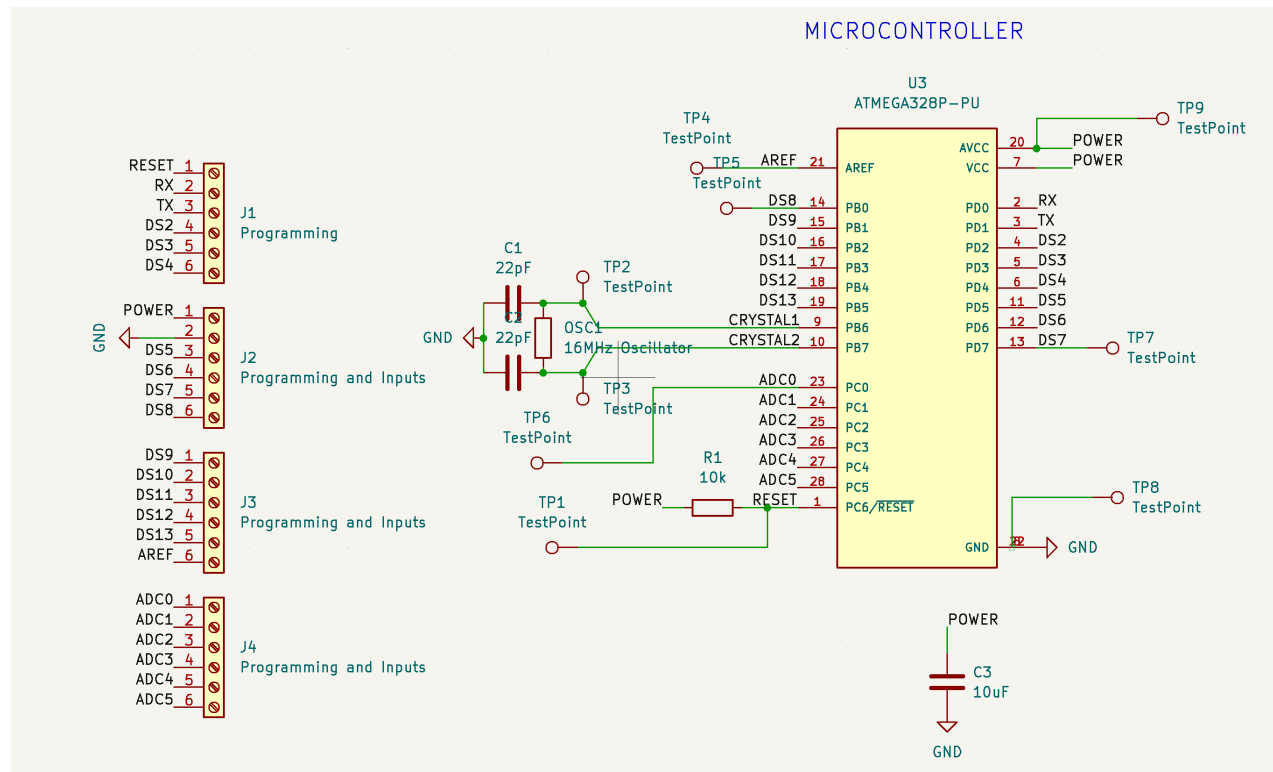 MICROCONTROLLER
U3
ATMEGA328P-PU
TP4
TestPoint
TP9
TestPoint
AVCC 20 POWER
VCC 7 POWER
TP5
TestPoint
AREF 21 AREF
DS8 14 PB0
DS9 15 PB1
DS10 16 PB2
DS11 17 PB3
DS12 18 PB4
DS13 19 PB5
CRYSTAL1 9 PB6
CRYSTAL2 10 PB7
ADC0 23 PC0
ADC1 24 PC1
ADC2 25 PC2
ADC3 26 PC3
ADC4 27 PC4
ADC5 28 PC5
RESET 1 PC6/RESET
PD0 2 RX
PD1 3 TX
PD2 4 DS2
PD3 5 DS3
PD4 6 DS4
PD5 11 DS5
PD6 12 DS6
PD7 13 DS7
TP7
TestPoint
TP8
TestPoint
GND
GND
RESET 1
RX 2
TX 3
DS2 4
DS3 5
DS4 6
J1
Programming
POWER 1
GND 2
DS5 3
DS6 4
DS7 5
DS8 6
J2
Programming and Inputs
DS9 1
DS10 2
DS11 3
DS12 4
DS13 5
AREF 6
J3
Programming and Inputs
ADC0 1
ADC1 2
ADC2 3
ADC3 4
ADC4 5
ADC5 6
J4
Programming and Inputs
C1
22pF
C2
22pF
GND
TP2
TestPoint
OSC1
16MHz Oscillator
TP3
TestPoint
TP6
TestPoint
R1
10k
POWER
TP1
TestPoint
POWER
C3
10uF
GND